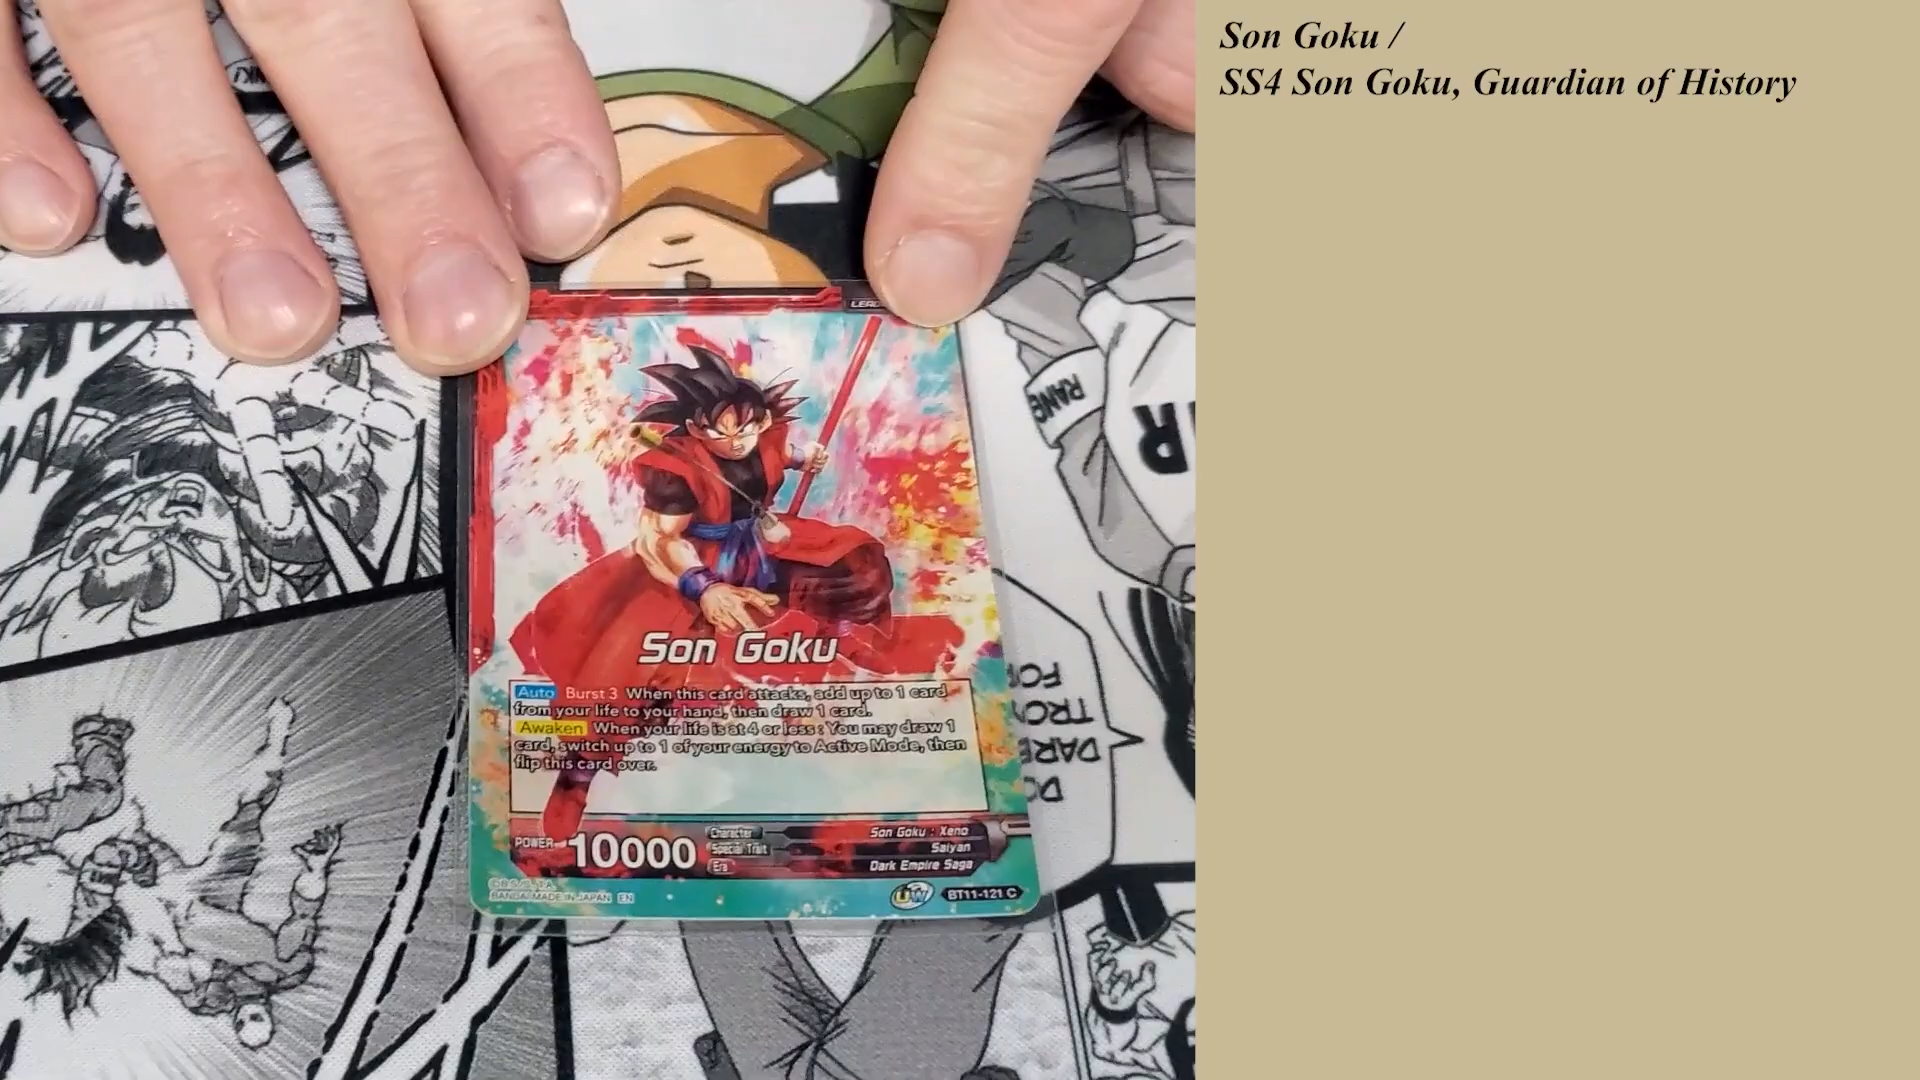 Son Goku /
SS4 Son Goku, Guardian of History
Son Goku
Auto Burst 3 When this card attacks, add up to 1 card
from your life to your hand, then draw 1 card.
Awaken When your life is at 4 or less : You may draw 1
card, switch up to 1 of your energy to Active Mode, then
flip this card over.
POWER 10000
Character Son Goku : Xeno
Special Trait Saiyan
Era Dark Empire Saga
BANDAI MADE IN JAPAN EN
BT11-121 C